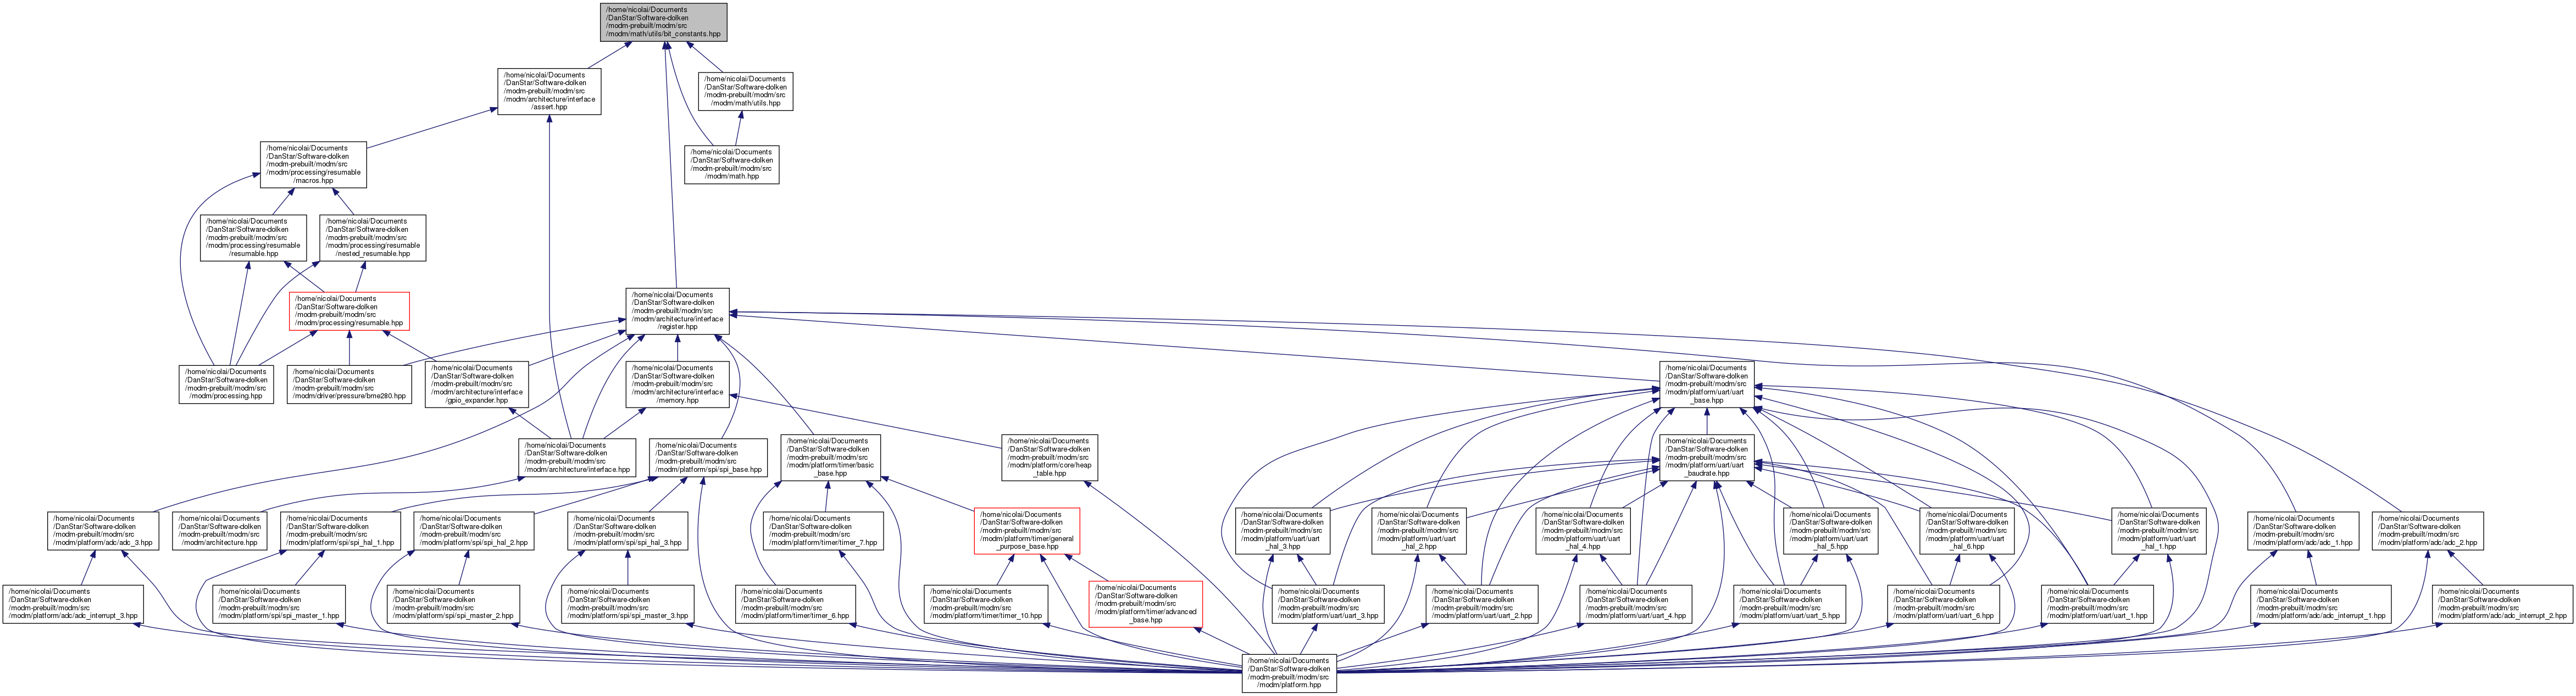 /home/nicolai/Documents
/DanStar/Software-dolken
/modm-prebuilt/modm/src
/modm/math/utils/bit_constants.hpp
/home/nicolai/Documents
/DanStar/Software-dolken
/modm-prebuilt/modm/src
/modm/architecture/interface
/assert.hpp
/home/nicolai/Documents
/DanStar/Software-dolken
/modm-prebuilt/modm/src
/modm/math/utils.hpp
/home/nicolai/Documents
/DanStar/Software-dolken
/modm-prebuilt/modm/src
/modm/processing/resumable
/macros.hpp
/home/nicolai/Documents
/DanStar/Software-dolken
/modm-prebuilt/modm/src
/modm/math.hpp
/home/nicolai/Documents
/DanStar/Software-dolken
/modm-prebuilt/modm/src
/modm/processing/resumable
/resumable.hpp
/home/nicolai/Documents
/DanStar/Software-dolken
/modm-prebuilt/modm/src
/modm/processing/resumable
/nested_resumable.hpp
/home/nicolai/Documents
/DanStar/Software-dolken
/modm-prebuilt/modm/src
/modm/processing/resumable.hpp
/home/nicolai/Documents
/DanStar/Software-dolken
/modm-prebuilt/modm/src
/modm/architecture/interface
/register.hpp
/home/nicolai/Documents
/DanStar/Software-dolken
/modm-prebuilt/modm/src
/modm/processing.hpp
/home/nicolai/Documents
/DanStar/Software-dolken
/modm-prebuilt/modm/src
/modm/driver/pressure/bme280.hpp
/home/nicolai/Documents
/DanStar/Software-dolken
/modm-prebuilt/modm/src
/modm/architecture/interface
/gpio_expander.hpp
/home/nicolai/Documents
/DanStar/Software-dolken
/modm-prebuilt/modm/src
/modm/architecture/interface
/memory.hpp
/home/nicolai/Documents
/DanStar/Software-dolken
/modm-prebuilt/modm/src
/modm/platform/uart/uart
_base.hpp
/home/nicolai/Documents
/DanStar/Software-dolken
/modm-prebuilt/modm/src
/modm/architecture/interface.hpp
/home/nicolai/Documents
/DanStar/Software-dolken
/modm-prebuilt/modm/src
/modm/platform/spi/spi_base.hpp
/home/nicolai/Documents
/DanStar/Software-dolken
/modm-prebuilt/modm/src
/modm/platform/timer/basic
_base.hpp
/home/nicolai/Documents
/DanStar/Software-dolken
/modm-prebuilt/modm/src
/modm/platform/core/heap
_table.hpp
/home/nicolai/Documents
/DanStar/Software-dolken
/modm-prebuilt/modm/src
/modm/platform/uart/uart
_baudrate.hpp
/home/nicolai/Documents
/DanStar/Software-dolken
/modm-prebuilt/modm/src
/modm/platform/adc/adc_3.hpp
/home/nicolai/Documents
/DanStar/Software-dolken
/modm-prebuilt/modm/src
/modm/architecture.hpp
/home/nicolai/Documents
/DanStar/Software-dolken
/modm-prebuilt/modm/src
/modm/platform/spi/spi_hal_1.hpp
/home/nicolai/Documents
/DanStar/Software-dolken
/modm-prebuilt/modm/src
/modm/platform/spi/spi_hal_2.hpp
/home/nicolai/Documents
/DanStar/Software-dolken
/modm-prebuilt/modm/src
/modm/platform/spi/spi_hal_3.hpp
/home/nicolai/Documents
/DanStar/Software-dolken
/modm-prebuilt/modm/src
/modm/platform/timer/timer_7.hpp
/home/nicolai/Documents
/DanStar/Software-dolken
/modm-prebuilt/modm/src
/modm/platform/timer/general
_purpose_base.hpp
/home/nicolai/Documents
/DanStar/Software-dolken
/modm-prebuilt/modm/src
/modm/platform/uart/uart
_hal_3.hpp
/home/nicolai/Documents
/DanStar/Software-dolken
/modm-prebuilt/modm/src
/modm/platform/uart/uart
_hal_2.hpp
/home/nicolai/Documents
/DanStar/Software-dolken
/modm-prebuilt/modm/src
/modm/platform/uart/uart
_hal_4.hpp
/home/nicolai/Documents
/DanStar/Software-dolken
/modm-prebuilt/modm/src
/modm/platform/uart/uart
_hal_5.hpp
/home/nicolai/Documents
/DanStar/Software-dolken
/modm-prebuilt/modm/src
/modm/platform/uart/uart
_hal_6.hpp
/home/nicolai/Documents
/DanStar/Software-dolken
/modm-prebuilt/modm/src
/modm/platform/uart/uart
_hal_1.hpp
/home/nicolai/Documents
/DanStar/Software-dolken
/modm-prebuilt/modm/src
/modm/platform/adc/adc_1.hpp
/home/nicolai/Documents
/DanStar/Software-dolken
/modm-prebuilt/modm/src
/modm/platform/adc/adc_2.hpp
/home/nicolai/Documents
/DanStar/Software-dolken
/modm-prebuilt/modm/src
/modm/platform/adc/adc_interrupt_3.hpp
/home/nicolai/Documents
/DanStar/Software-dolken
/modm-prebuilt/modm/src
/modm/platform/spi/spi_master_1.hpp
/home/nicolai/Documents
/DanStar/Software-dolken
/modm-prebuilt/modm/src
/modm/platform/spi/spi_master_2.hpp
/home/nicolai/Documents
/DanStar/Software-dolken
/modm-prebuilt/modm/src
/modm/platform/spi/spi_master_3.hpp
/home/nicolai/Documents
/DanStar/Software-dolken
/modm-prebuilt/modm/src
/modm/platform/timer/timer_6.hpp
/home/nicolai/Documents
/DanStar/Software-dolken
/modm-prebuilt/modm/src
/modm/platform/timer/timer_10.hpp
/home/nicolai/Documents
/DanStar/Software-dolken
/modm-prebuilt/modm/src
/modm/platform/timer/advanced
_base.hpp
/home/nicolai/Documents
/DanStar/Software-dolken
/modm-prebuilt/modm/src
/modm/platform/uart/uart_3.hpp
/home/nicolai/Documents
/DanStar/Software-dolken
/modm-prebuilt/modm/src
/modm/platform/uart/uart_2.hpp
/home/nicolai/Documents
/DanStar/Software-dolken
/modm-prebuilt/modm/src
/modm/platform/uart/uart_4.hpp
/home/nicolai/Documents
/DanStar/Software-dolken
/modm-prebuilt/modm/src
/modm/platform/uart/uart_5.hpp
/home/nicolai/Documents
/DanStar/Software-dolken
/modm-prebuilt/modm/src
/modm/platform/uart/uart_6.hpp
/home/nicolai/Documents
/DanStar/Software-dolken
/modm-prebuilt/modm/src
/modm/platform/uart/uart_1.hpp
/home/nicolai/Documents
/DanStar/Software-dolken
/modm-prebuilt/modm/src
/modm/platform/adc/adc_interrupt_1.hpp
/home/nicolai/Documents
/DanStar/Software-dolken
/modm-prebuilt/modm/src
/modm/platform/adc/adc_interrupt_2.hpp
/home/nicolai/Documents
/DanStar/Software-dolken
/modm-prebuilt/modm/src
/modm/platform.hpp